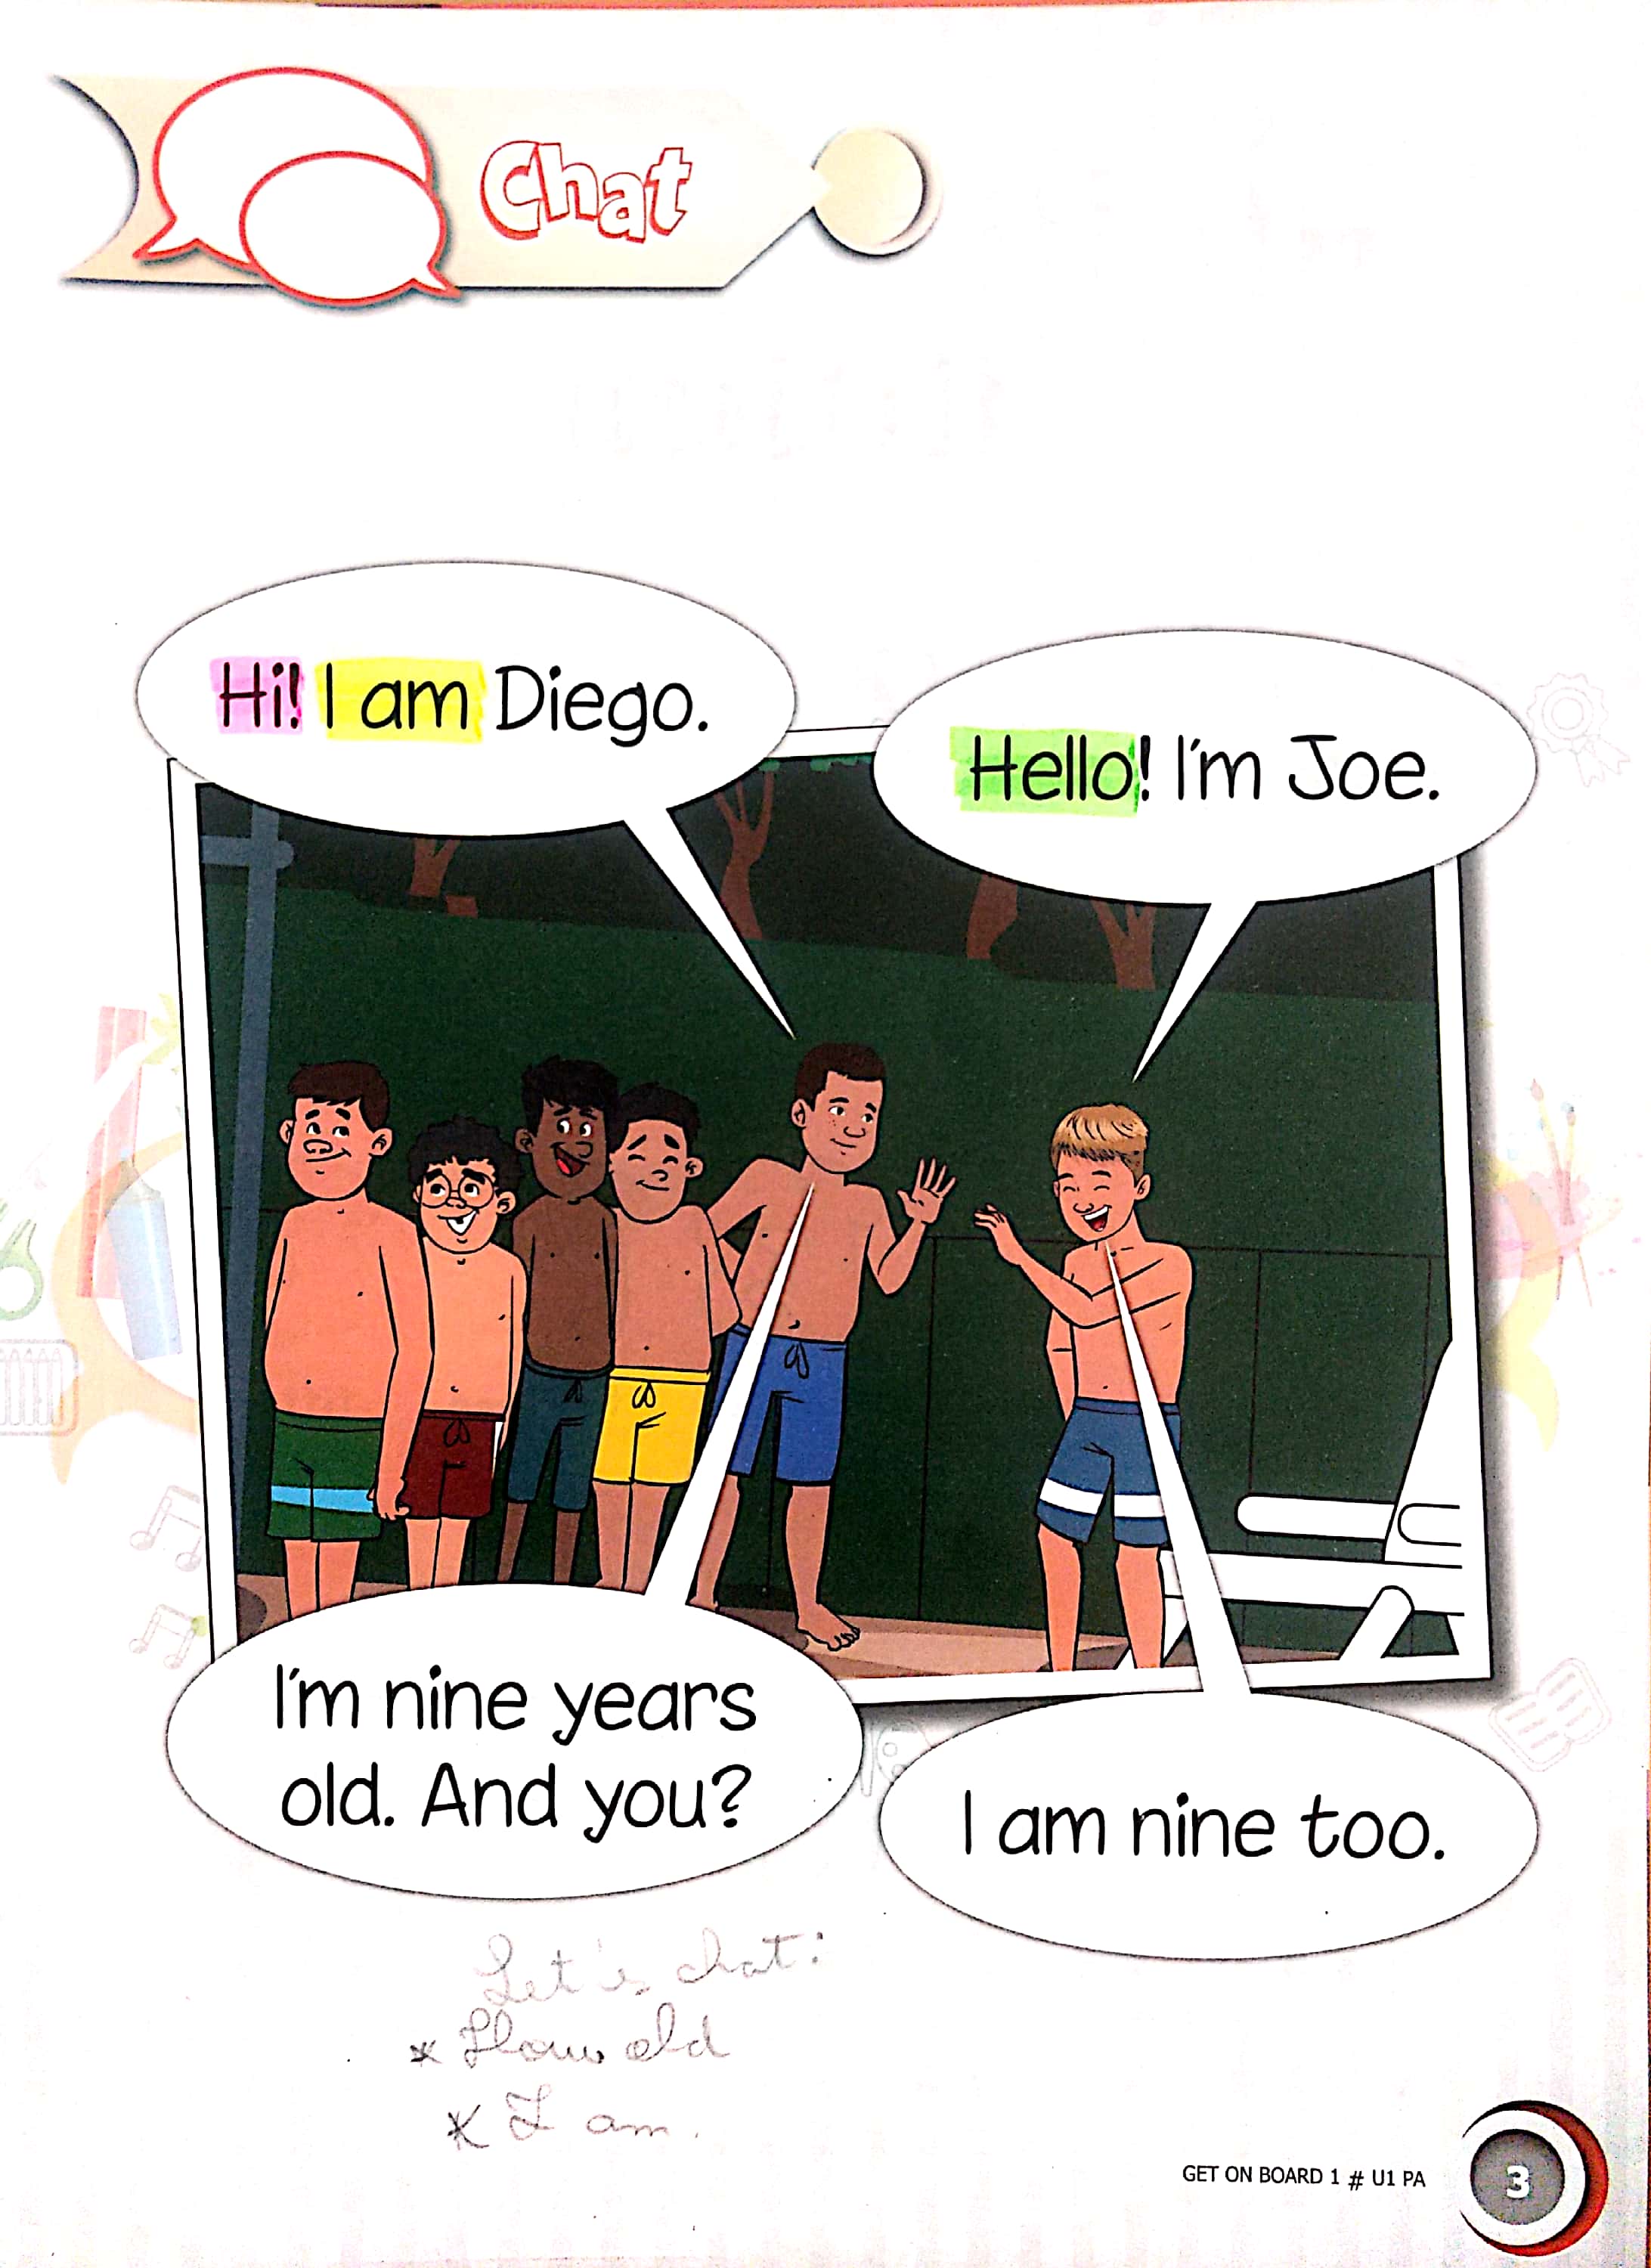 Chat
Hi! I am Diego.
Hello! I'm Joe.
I'm nine years
old. And you?
I am nine too.
Let's chat:
* How old
* I am.
GET ON BOARD 1 # U1 PA
3